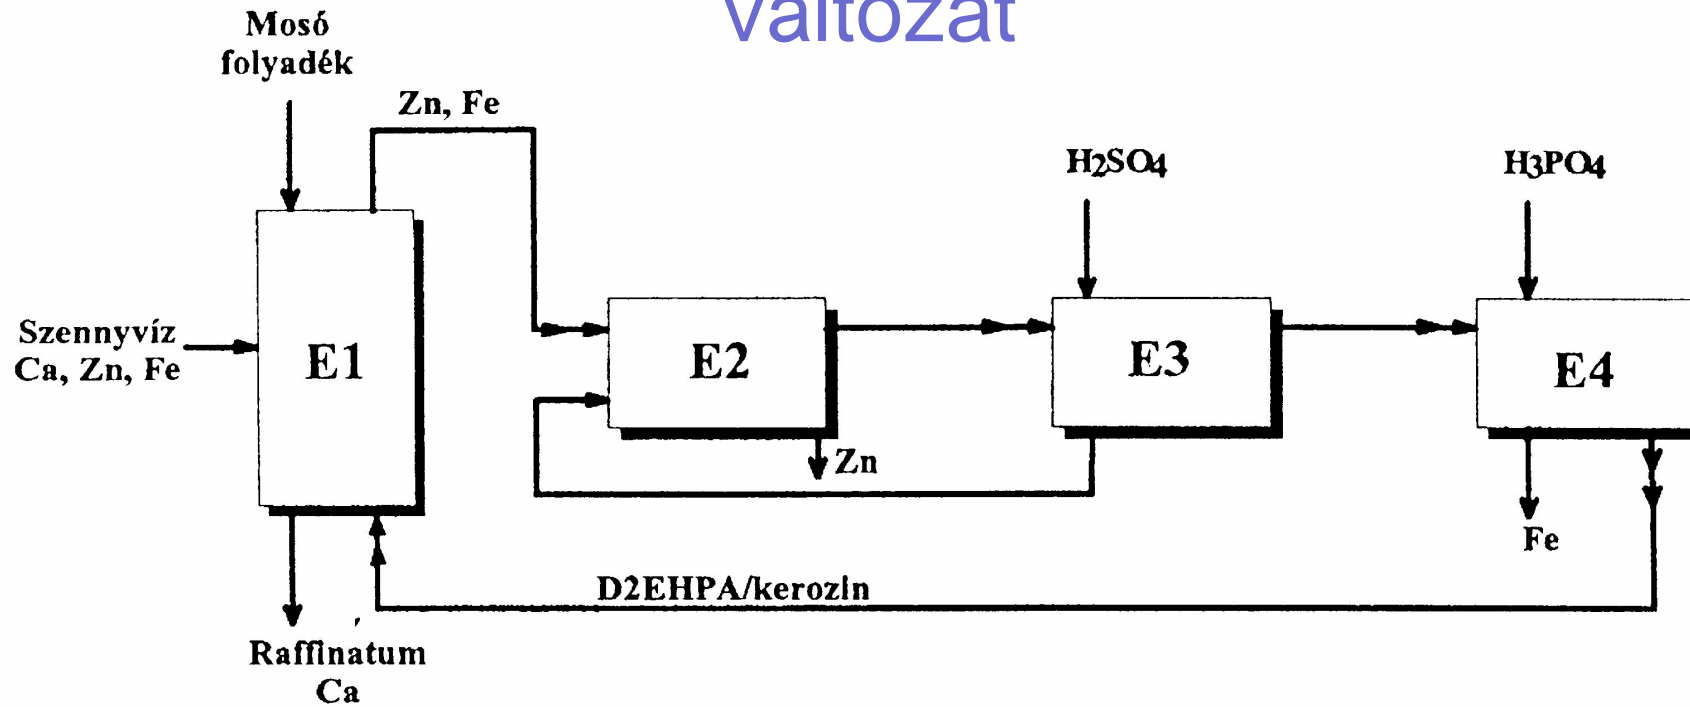 változat
Mosó
folyadék
Zn, Fe
H2SO4
H3PO4
Szennyvíz
Ca, Zn, Fe
E1
E2
E3
E4
Zn
Fe
D2EHPA/kerozin
Raffinatum
Ca